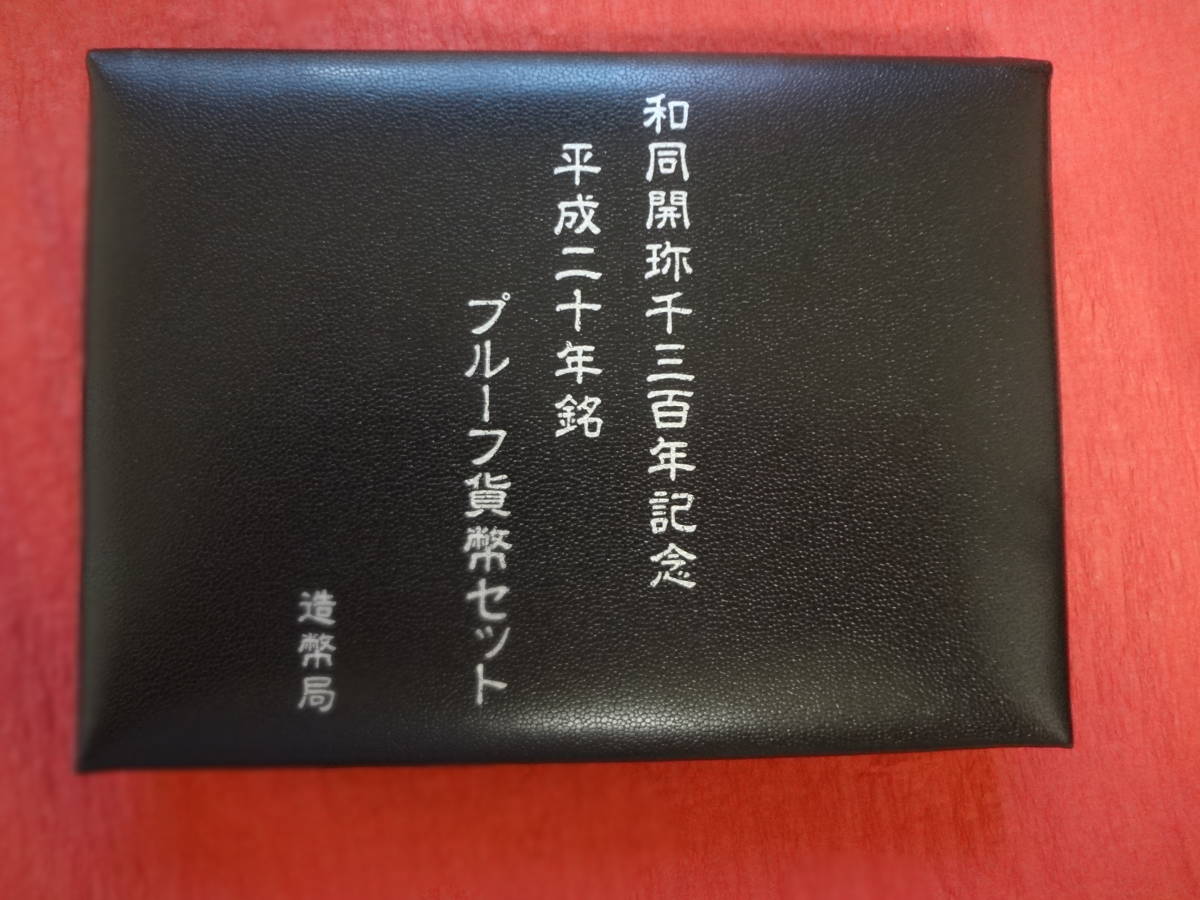 和同開珎千三百年記念
平成二十年銘
プルーフ貨幣セット
造幣局